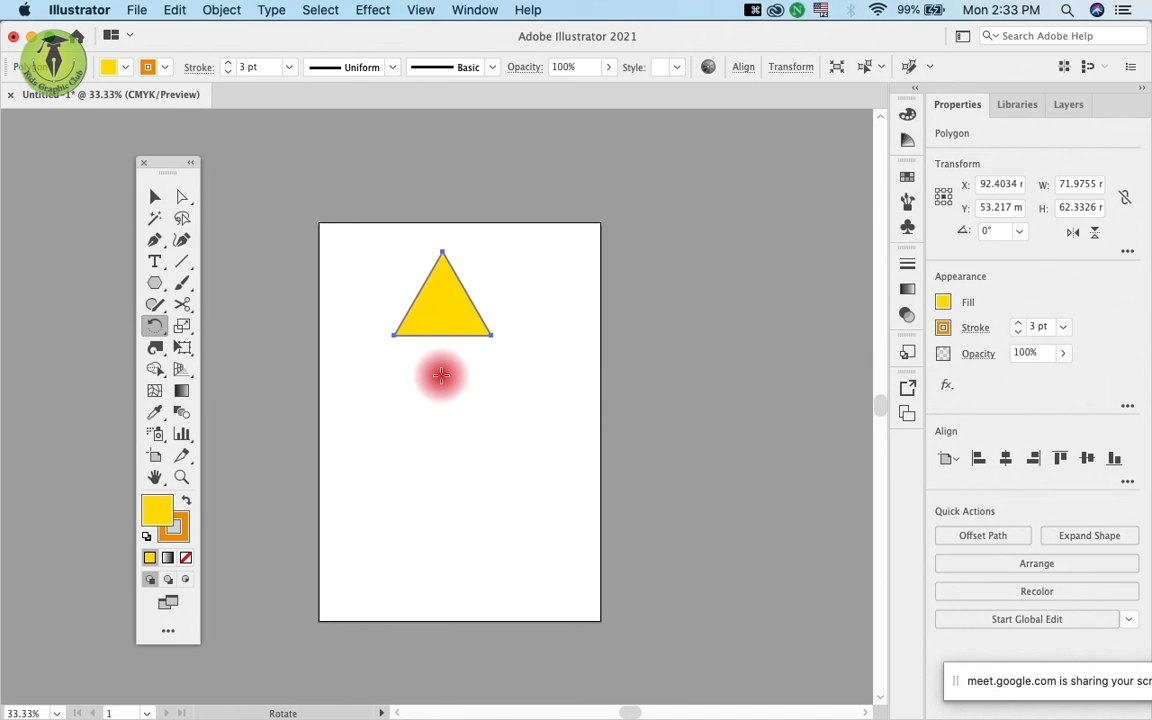 Illustrator File Edit Object Type Select Effect View Window Help 99% Mon 2:33 PM
Adobe Illustrator 2021 Search Adobe Help
Stroke: 3 pt Uniform Basic Opacity: 100% Style: Align Transform
Kids Graphic Club
Untitled-1* @ 33.33% (CMYK/Preview)
Properties Libraries Layers
Polygon
Transform
X: 92.4034 W: 71.9755
Y: 53.217 m H: 62.3326
0°
Appearance
Fill
Stroke 3 pt
Opacity 100%
fx.
Align
Quick Actions
Offset Path Expand Shape
Arrange
Recolor
Start Global Edit
meet.google.com is sharing your scr
33.33% 1 Rotate